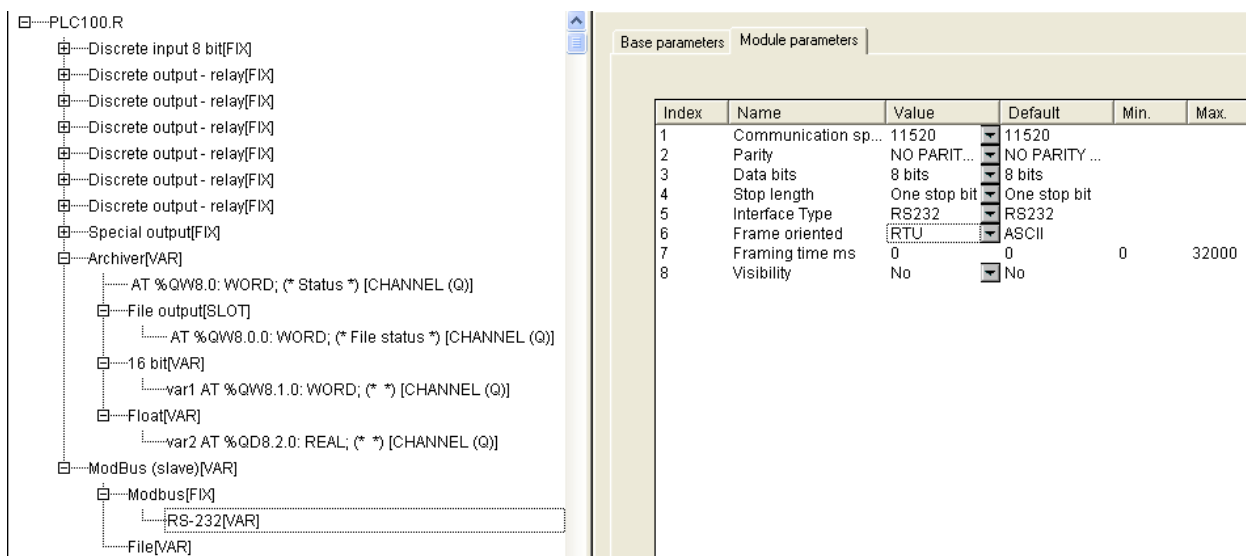 PLC100.R
Discrete input 8 bit[FIX]
Discrete output - relay[FIX]
Discrete output - relay[FIX]
Discrete output - relay[FIX]
Discrete output - relay[FIX]
Discrete output - relay[FIX]
Discrete output - relay[FIX]
Special output[FIX]
Archiver[VAR]
AT %QW8.0: WORD; (* Status *) [CHANNEL (Q)]
File output[SLOT]
AT %QW8.0.0: WORD; (* File status *) [CHANNEL (Q)]
16 bit[VAR]
var1 AT %QW8.1.0: WORD; (* *) [CHANNEL (Q)]
Float[VAR]
var2 AT %QD8.2.0: REAL; (* *) [CHANNEL (Q)]
ModBus (slave)[VAR]
Modbus[FIX]
RS-232[VAR]
File[VAR]
Base parameters Module parameters
Index Name Value Default Min. Max.
1 Communication sp... 11520 11520
2 Parity NO PARIT... NO PARITY ...
3 Data bits 8 bits 8 bits
4 Stop length One stop bit One stop bit
5 Interface Type RS232 RS232
6 Frame oriented RTU ASCII
7 Framing time ms 0 0 0 32000
8 Visibility No No